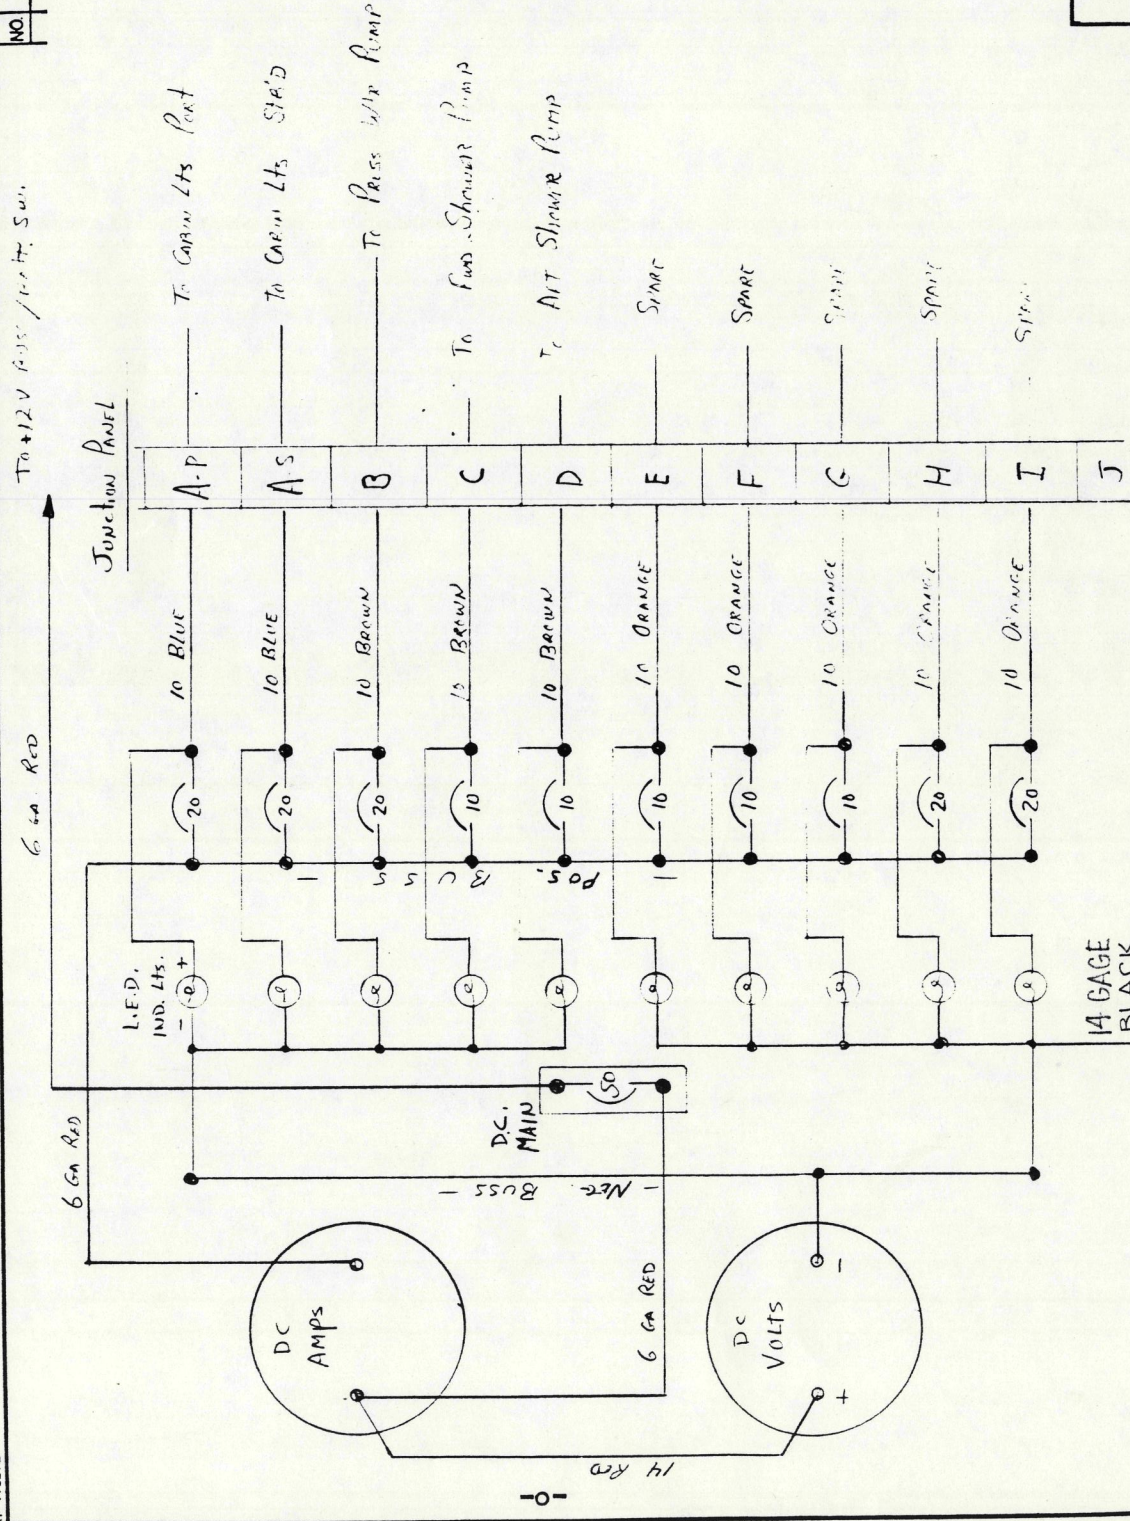 NO.
TO +12V
6 GA RED
JUNCTION PANEL
A-P
A-S
B
C
D
E
F
G
H
I
J
TO CABIN LTS PORT
TO CABIN LTS STB'D
TO PRESS WTR PUMP
TO FWD. SHOWER PUMP
TO AFT SHOWER PUMP
SPARE
SPARE
SPARE
SPARE
SPARE
10 BLUE
10 BLUE
10 BROWN
10 BROWN
10 BROWN
10 ORANGE
10 ORANGE
10 ORANGE
10 ORANGE
10 ORANGE
20
20
20
10
10
10
10
10
20
20
- POS. BUSS -
L.E.D.
IND. LTS.
- +
14 GAGE
BLACK
6 GA RED
D.C.
MAIN
50
- NEG. BUSS -
DC
AMPS
6 GA RED
DC
VOLTS
+ -
14 RED
-0-